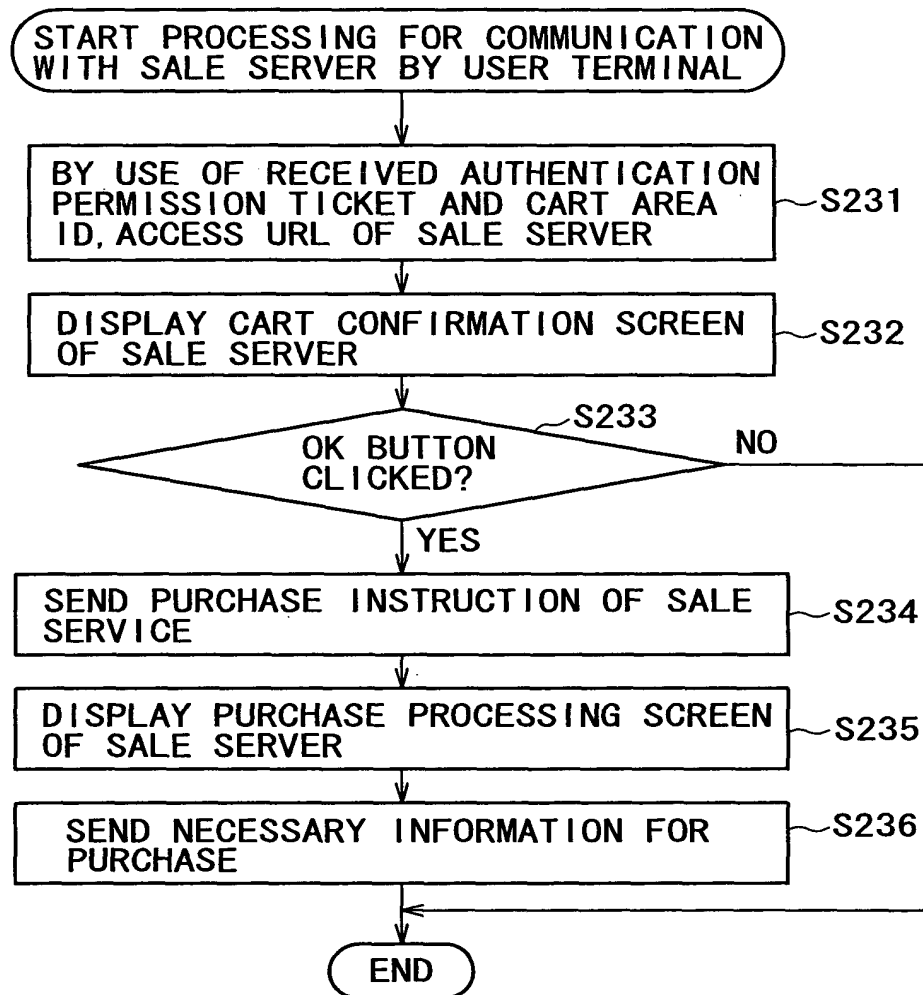 START PROCESSING FOR COMMUNICATION
WITH SALE SERVER BY USER TERMINAL
BY USE OF RECEIVED AUTHENTICATION
PERMISSION TICKET AND CART AREA
ID, ACCESS URL OF SALE SERVER
S231
DISPLAY CART CONFIRMATION SCREEN
OF SALE SERVER
S232
S233
OK BUTTON
CLICKED?
NO
YES
SEND PURCHASE INSTRUCTION OF SALE
SERVICE
S234
DISPLAY PURCHASE PROCESSING SCREEN
OF SALE SERVER
S235
SEND NECESSARY INFORMATION FOR
PURCHASE
S236
END